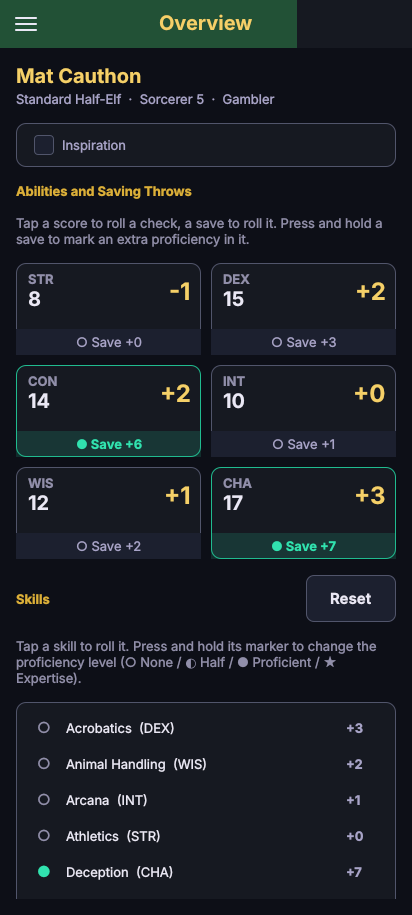 Overview
Mat Cauthon
Standard Half-Elf · Sorcerer 5 · Gambler
Inspiration
Abilities and Saving Throws
Tap a score to roll a check, a save to roll it. Press and hold a
save to mark an extra proficiency in it.
STR
8
-1
Save +0
DEX
15
+2
Save +3
CON
14
+2
Save +6
INT
10
+0
Save +1
WIS
12
+1
Save +2
CHA
17
+3
Save +7
Skills
Reset
Tap a skill to roll it. Press and hold its marker to change the
proficiency level (○ None / ◐ Half / ● Proficient / ★
Expertise).
Acrobatics (DEX) +3
Animal Handling (WIS) +2
Arcana (INT) +1
Athletics (STR) +0
Deception (CHA) +7